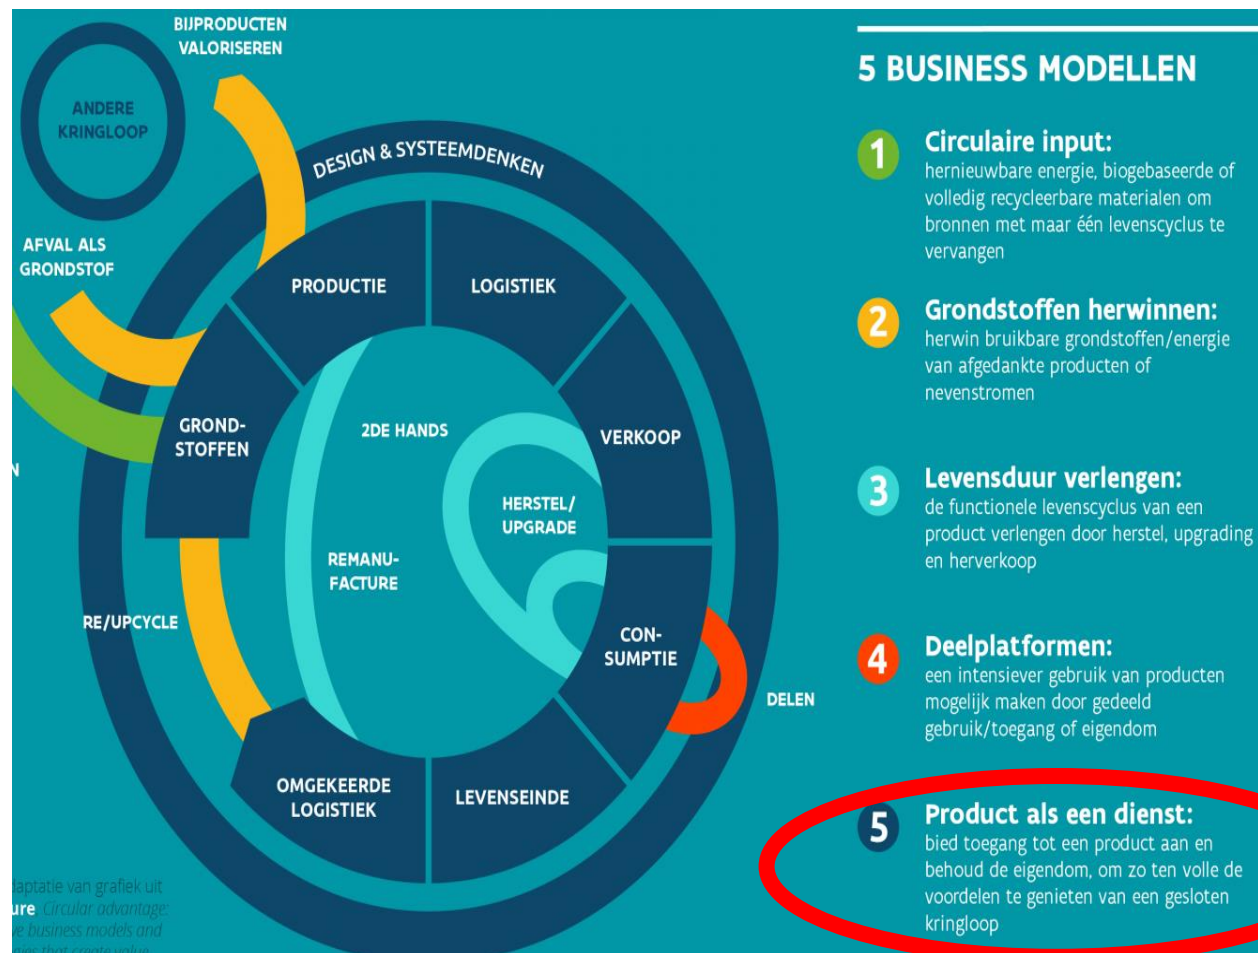 BIJPRODUCTEN
VALORISEREN
ANDERE
KRINGLOOP
DESIGN & SYSTEEMDENKEN
AFVAL ALS
GRONDSTOF
PRODUCTIE
LOGISTIEK
GROND-
STOFFEN
2DE HANDS
VERKOOP
HERSTEL/
UPGRADE
REMANU-
FACTURE
RE/UPCYCLE
CON-
SUMPTIE
DELEN
OMGEKEERDE
LOGISTIEK
LEVENSEINDE
van grafiek uit
Circular advantage:
business models and
that create value
5 BUSINESS MODELLEN
1
Circulaire input:
hernieuwbare energie, biogebaseerde of
volledig recycleerbare materialen om
bronnen met maar één levenscyclus te
vervangen
2
Grondstoffen herwinnen:
herwin bruikbare grondstoffen/energie
van afgedankte producten of
nevenstromen
3
Levensduur verlengen:
de functionele levenscyclus van een
product verlengen door herstel, upgrading
en herverkoop
4
Deelplatformen:
een intensiever gebruik van producten
mogelijk maken door gedeeld
gebruik/toegang of eigendom
5
Product als een dienst:
bied toegang tot een product aan en
behoud de eigendom, om zo ten volle de
voordelen te genieten van een gesloten
kringloop